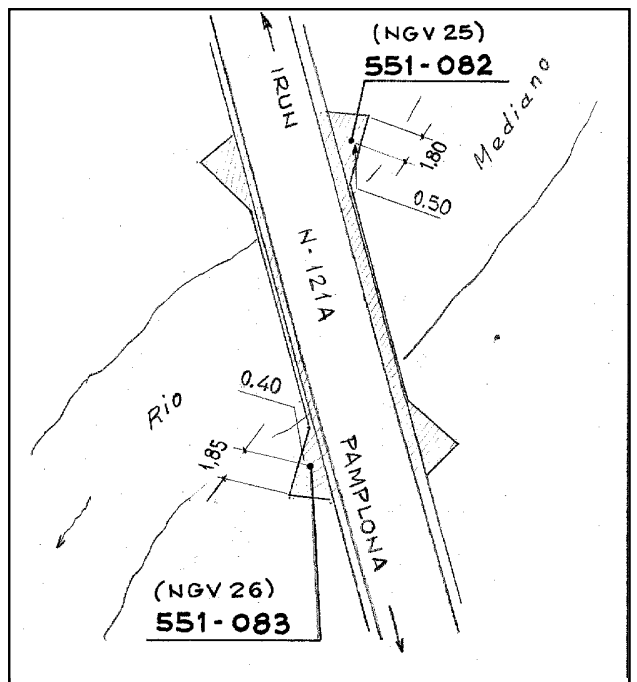 (NGV 25)
551-082
IRUN
Mediano
1.80
0.50
N-121A
0.40
Rio
1,85
PAMPLONA
(NGV 26)
551-083